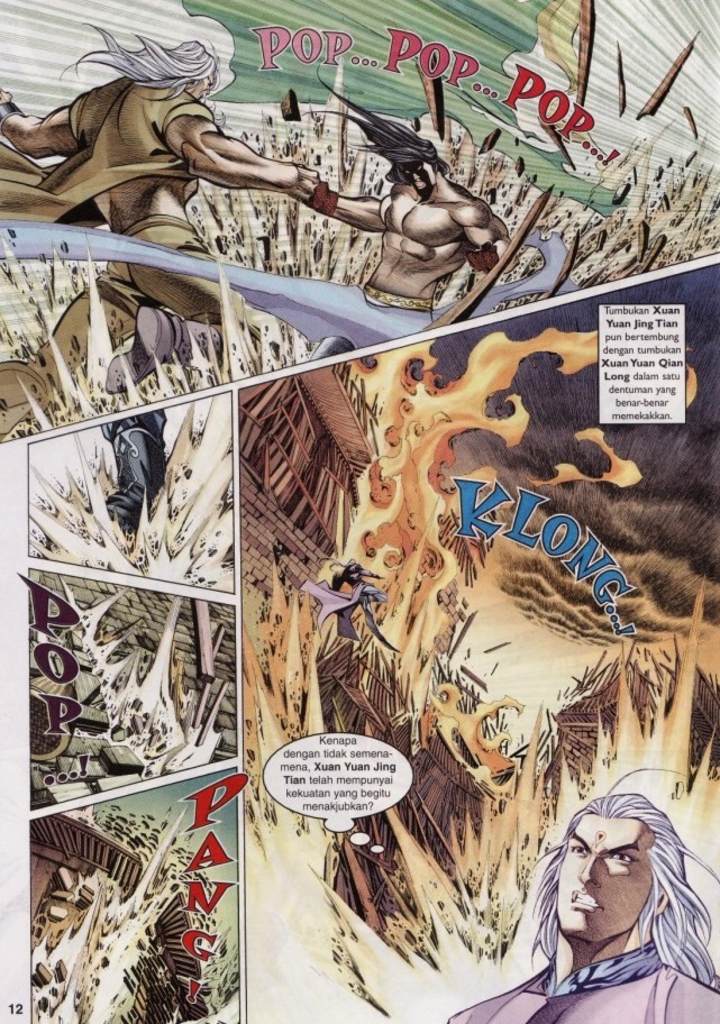 POP...POP...POP...!
Tumbukan Xuan
Yuan Jing Tian
pun bertembung
dengan tumbukan
Xuan Yuan Qian
Long dalam satu
dentuman yang
benar-benar
memekakkan.
KLONG...!
POP...!
PANG!
Kenapa
dengan tidak semena-
mena, Xuan Yuan Jing
Tian telah mempunyai
kekuatan yang begitu
menakjubkan?
12